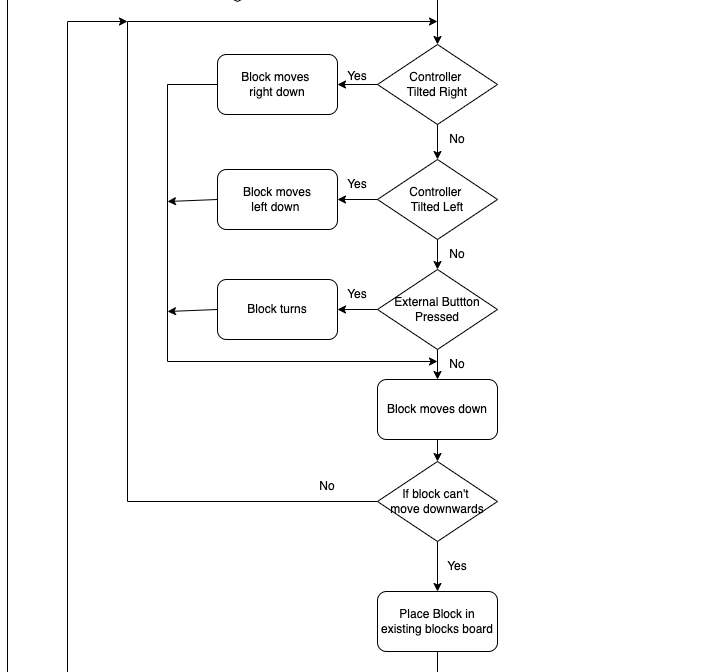 Block moves
right down
Yes
Controller
Tilted Right
No
Block moves
left down
Yes
Controller
Tilted Left
No
Block turns
Yes
External Buttton
Pressed
No
Block moves down
No
If block can't
move downwards
Yes
Place Block in
existing blocks board